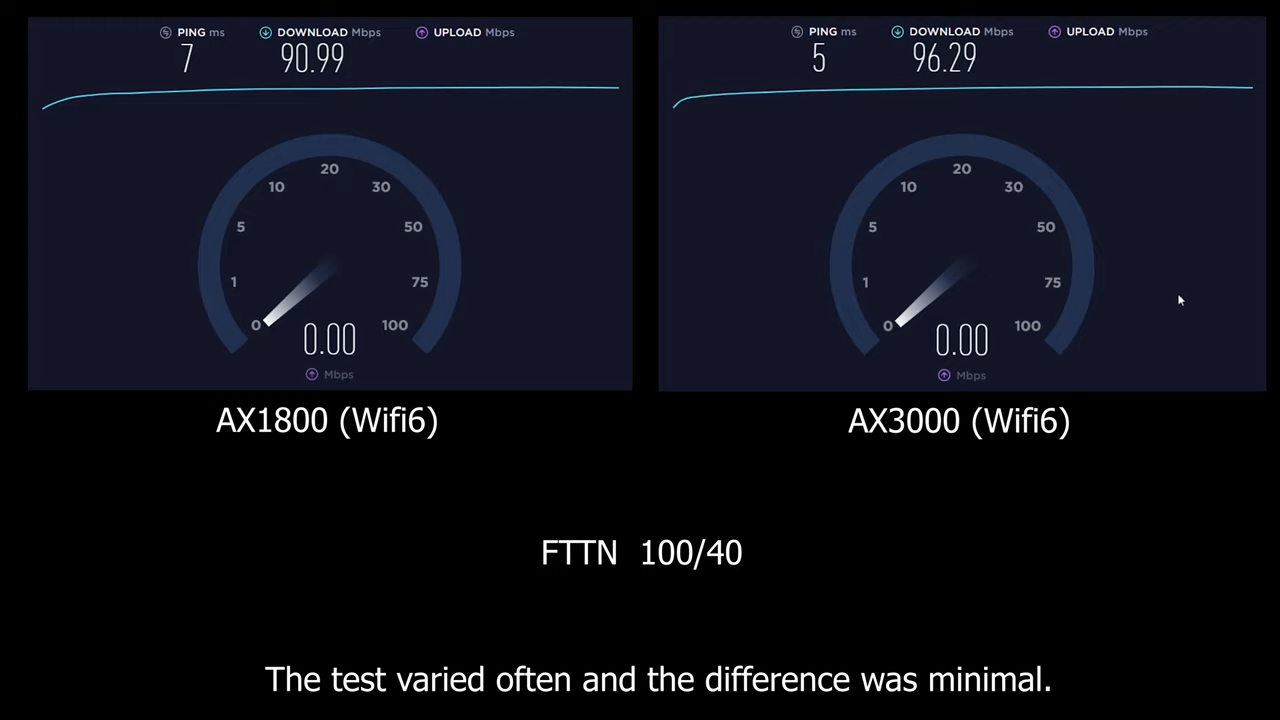 PING ms DOWNLOAD Mbps UPLOAD Mbps
7 90.99
20
10 30
5 50
1 75
0 100
0.00
Mbps
AX1800 (Wifi6)
PING ms DOWNLOAD Mbps UPLOAD Mbps
5 96.29
20
10 30
5 50
1 75
0 100
0.00
Mbps
AX3000 (Wifi6)
FTTN 100/40
The test varied often and the difference was minimal.